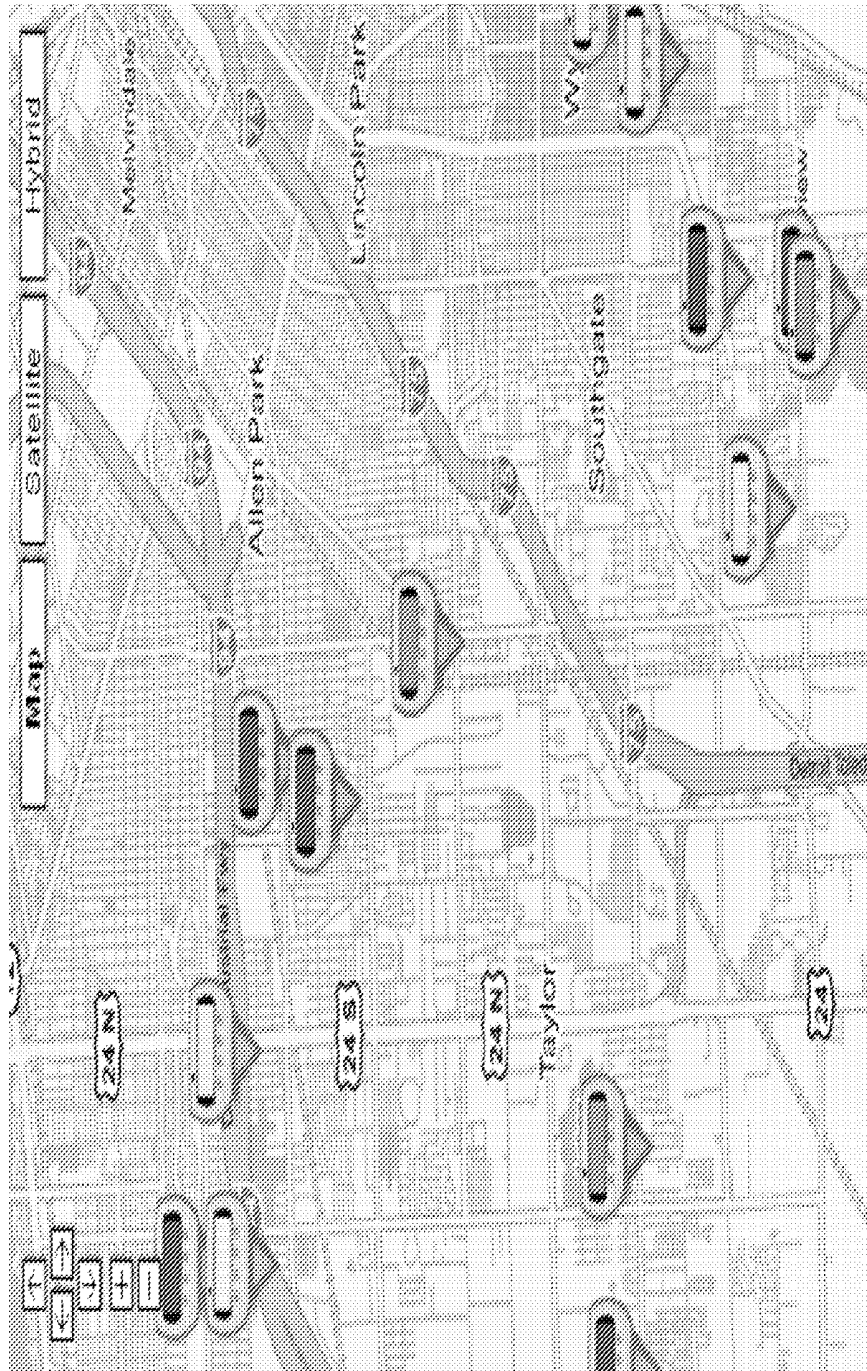 Map
Satellite
Hybrid
Melvindale
Allen Park
Lincoln Park
24 N
24 S
24 N
Taylor
Southgate
24